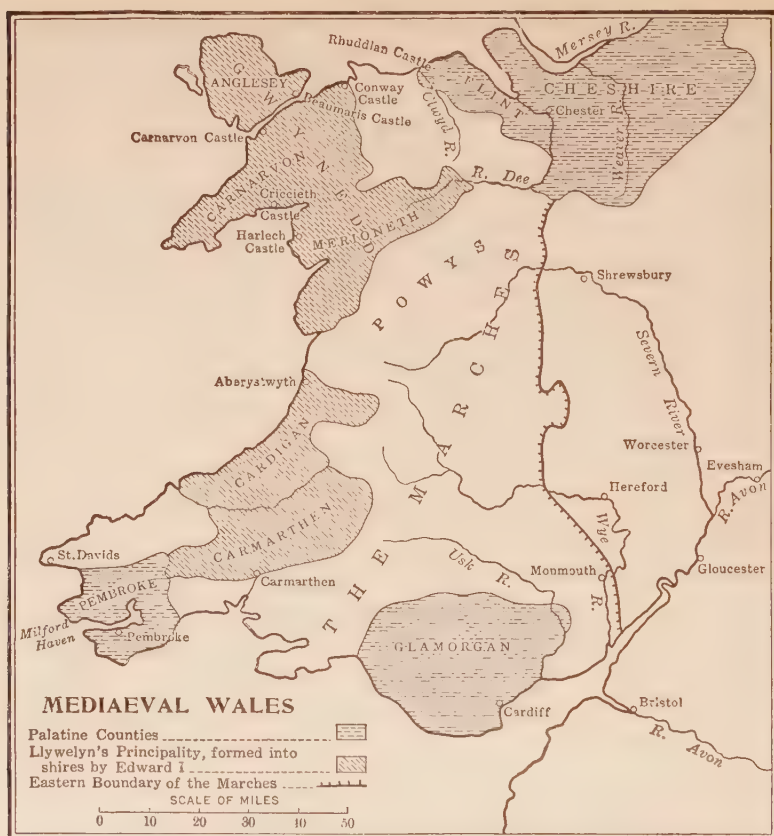 Mersey R.
Rhuddlan Castle
ANGLESEY
GWYNEDD
Conway
Castle
FLINT
CHESHIRE
Chester
Beaumaris Castle
Clwyd R.
Weaver R.
Carnarvon Castle
CARNARVON
Criccieth
Castle
R. Dee
Harlech
Castle
MERIONETH
POWYS
Shrewsbury
THE MARCHES
Severn
River
Aberystwyth
CARDIGAN
Worcester
Evesham
Hereford
R. Avon
CARMARTHEN
Wye
R.
St. Davids
Usk R.
Monmouth
Gloucester
PEMBROKE
Carmarthen
Milford
Haven
Pembroke
GLAMORGAN
Cardiff
Bristol
R. Avon
MEDIAEVAL WALES
Palatine Counties
Llywelyn's Principality, formed into
shires by Edward I
Eastern Boundary of the Marches
SCALE OF MILES
0 10 20 30 40 50